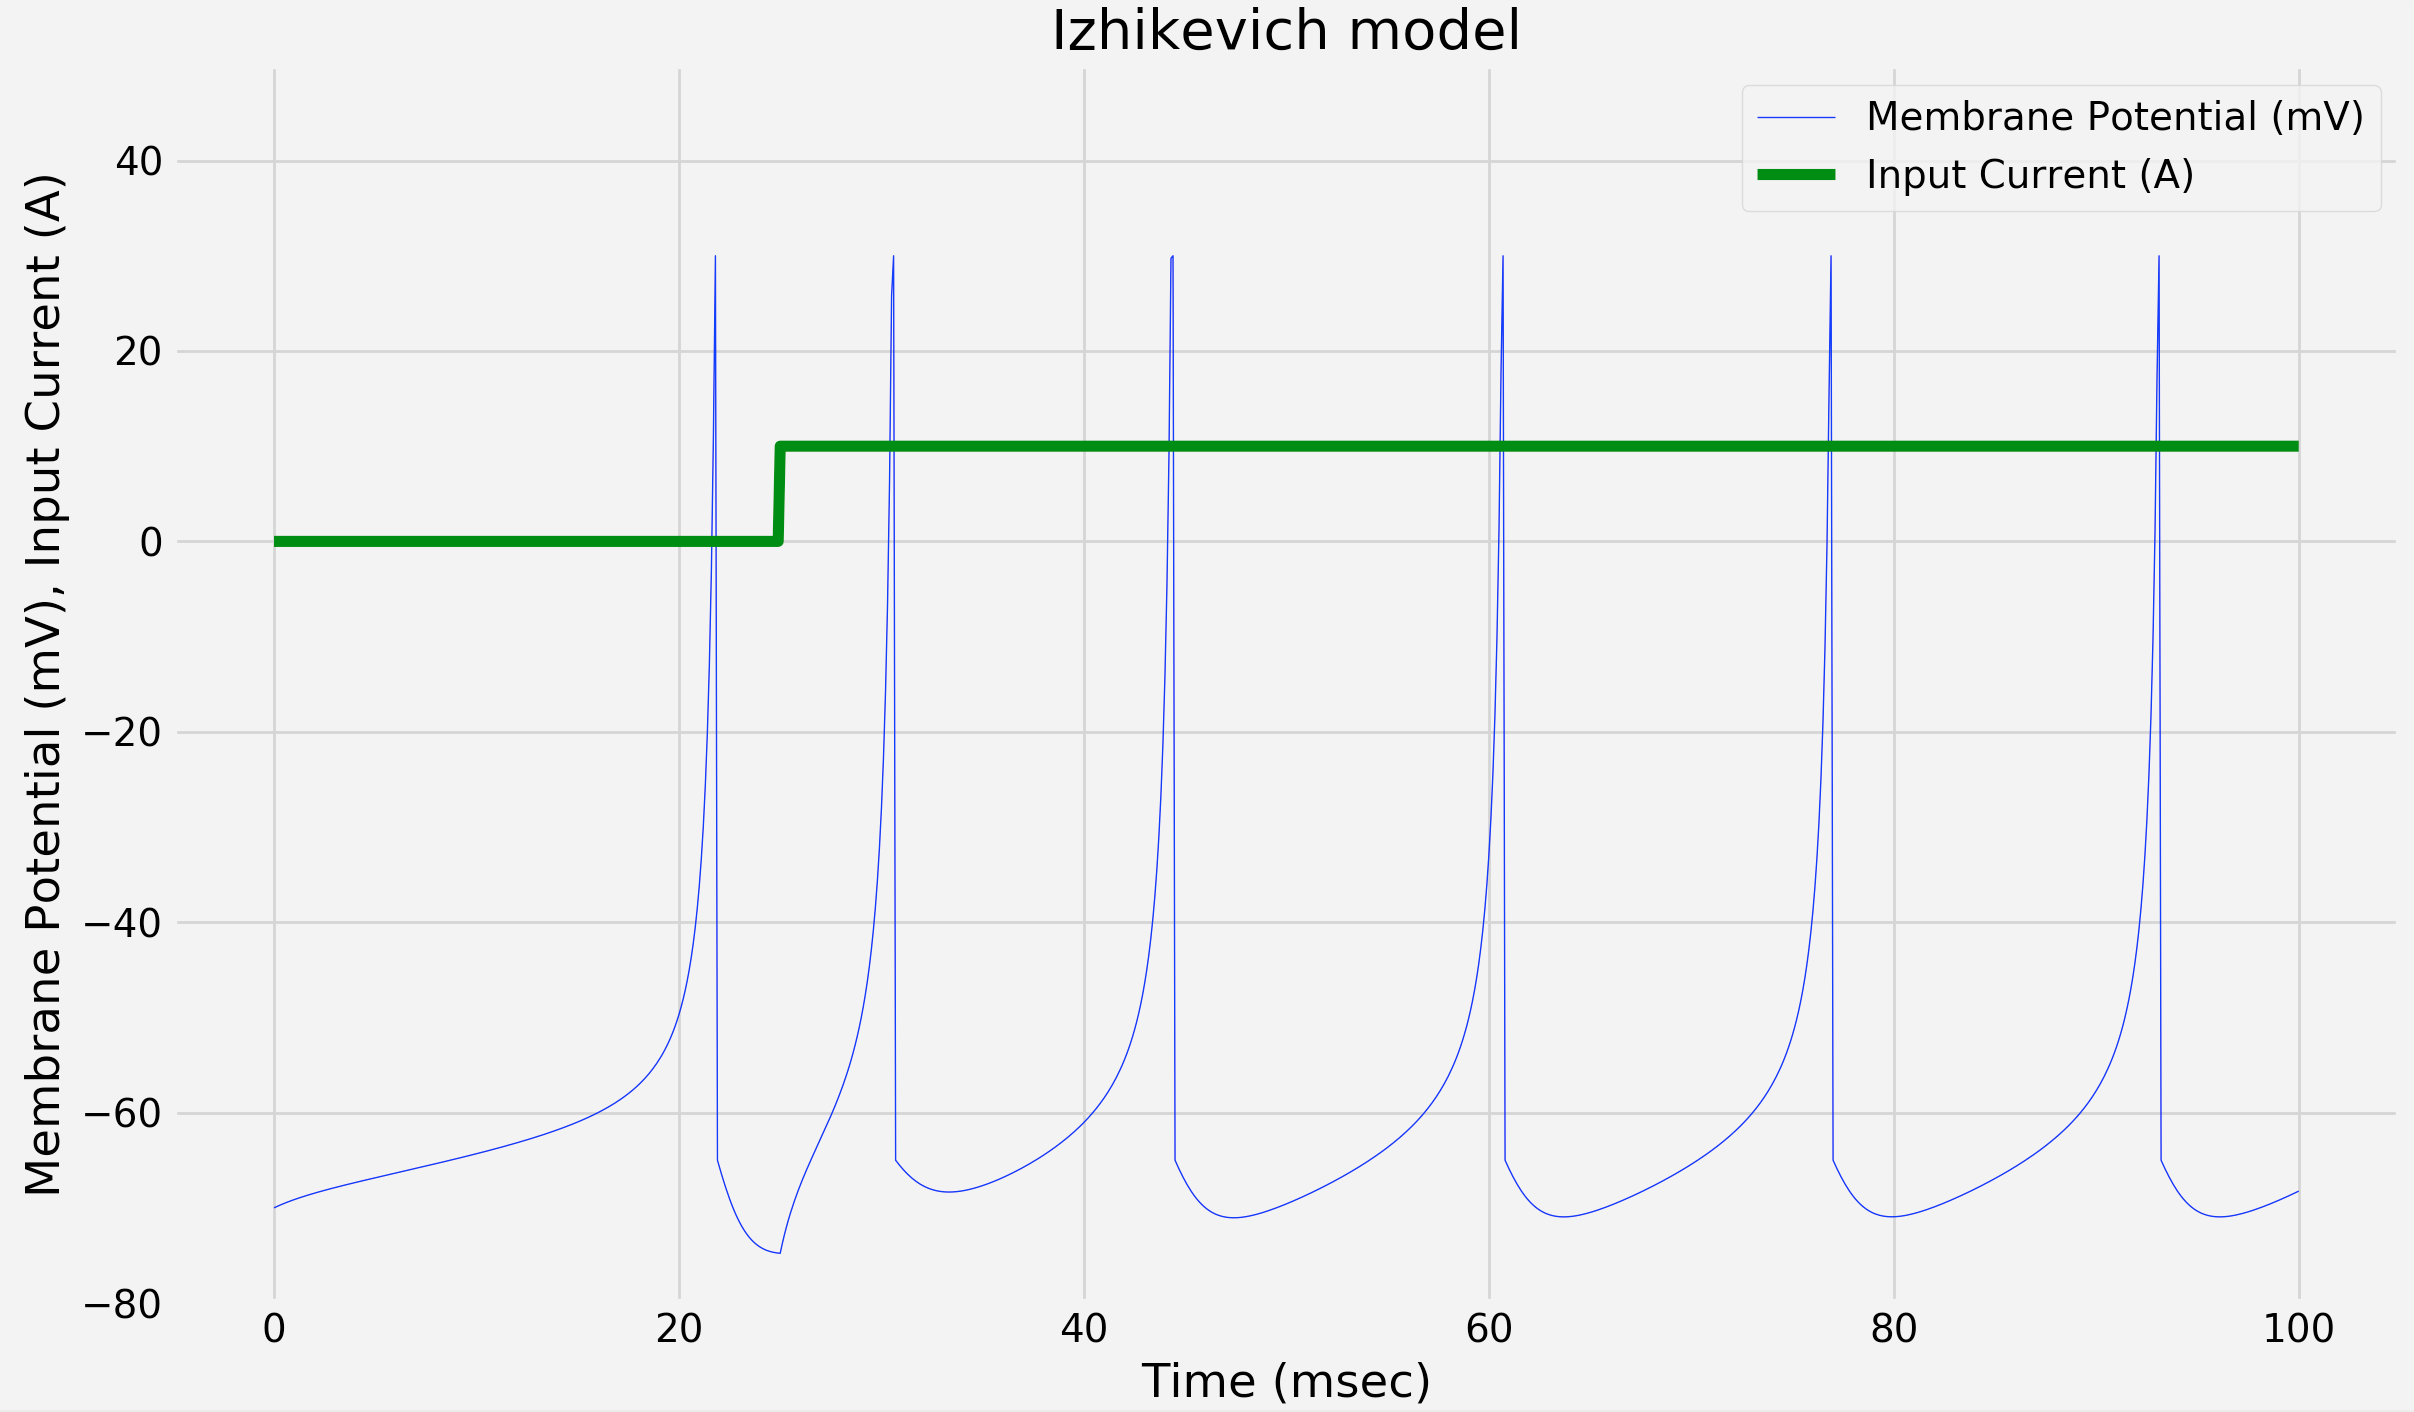 Izhikevich model
Membrane Potential (mV)
Input Current (A)
Membrane Potential (mV), Input Current (A)
40
20
0
−20
−40
−60
−80
0 20 40 60 80 100
Time (msec)